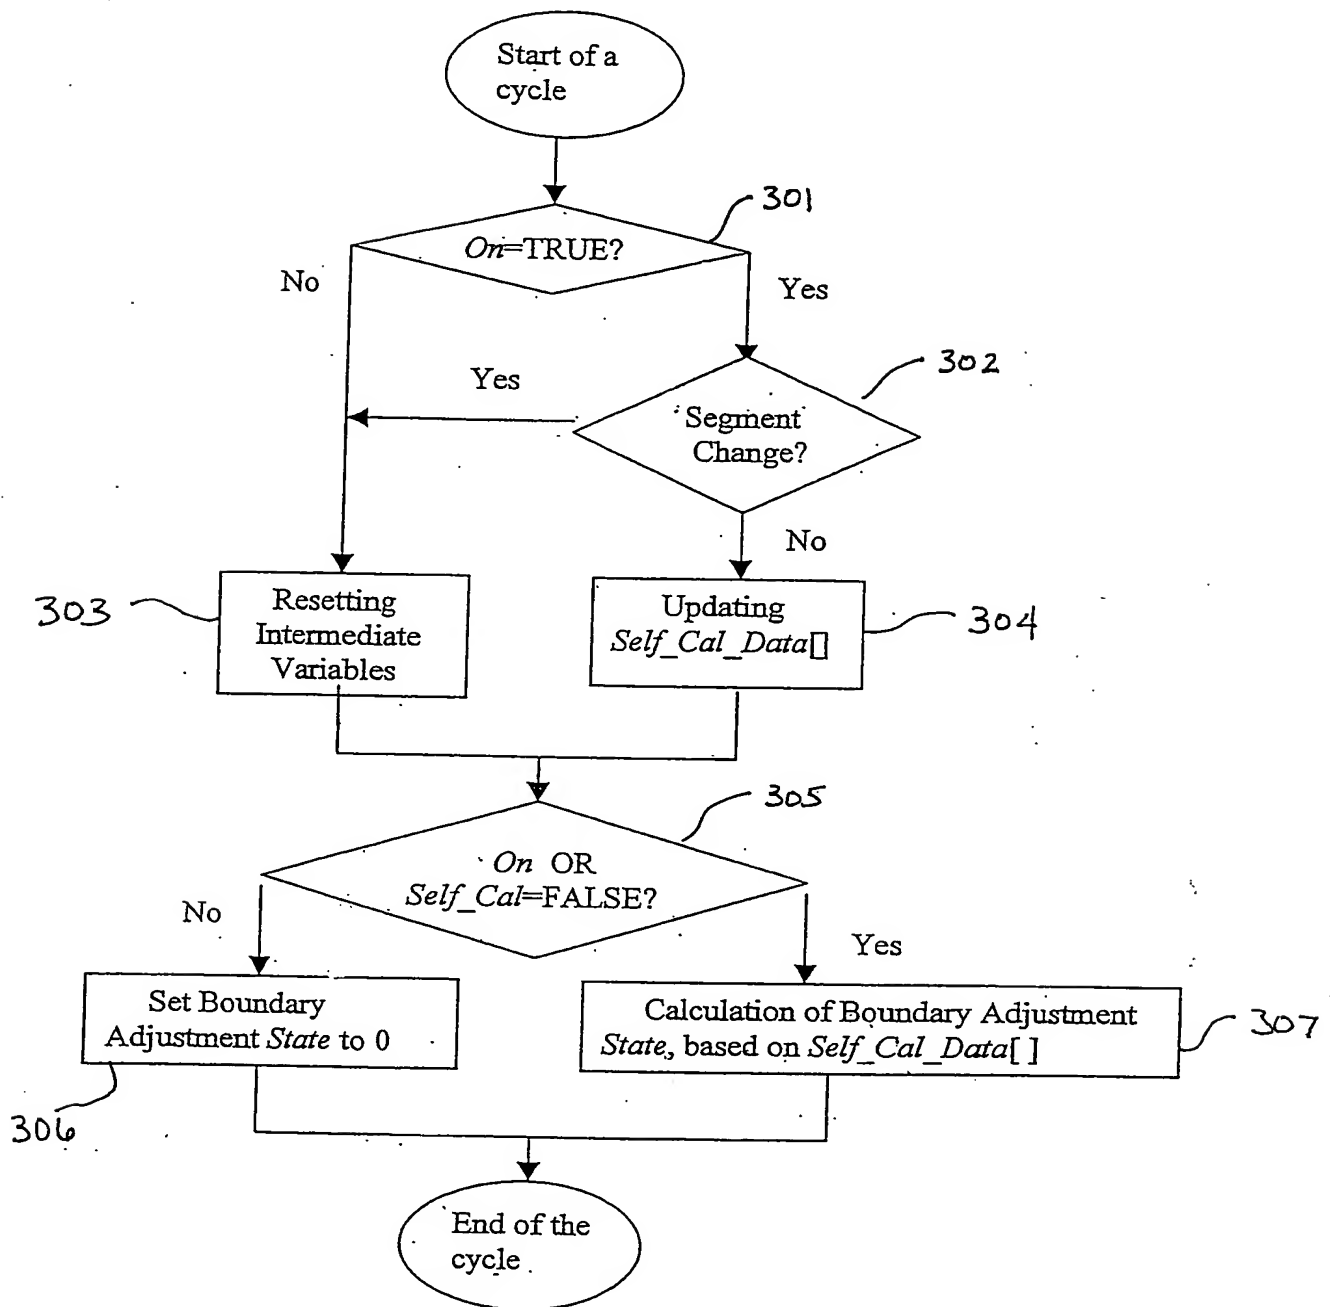 Start of a
cycle
301
On=TRUE?
No
Yes
302
Yes
Segment
Change?
No
303
Resetting
Intermediate
Variables
Updating
Self_Cal_Data[]
304
305
On OR
Self_Cal=FALSE?
No
Yes
Set Boundary
Adjustment State to 0
Calculation of Boundary Adjustment
State, based on Self_Cal_Data[ ]
307
306
End of the
cycle